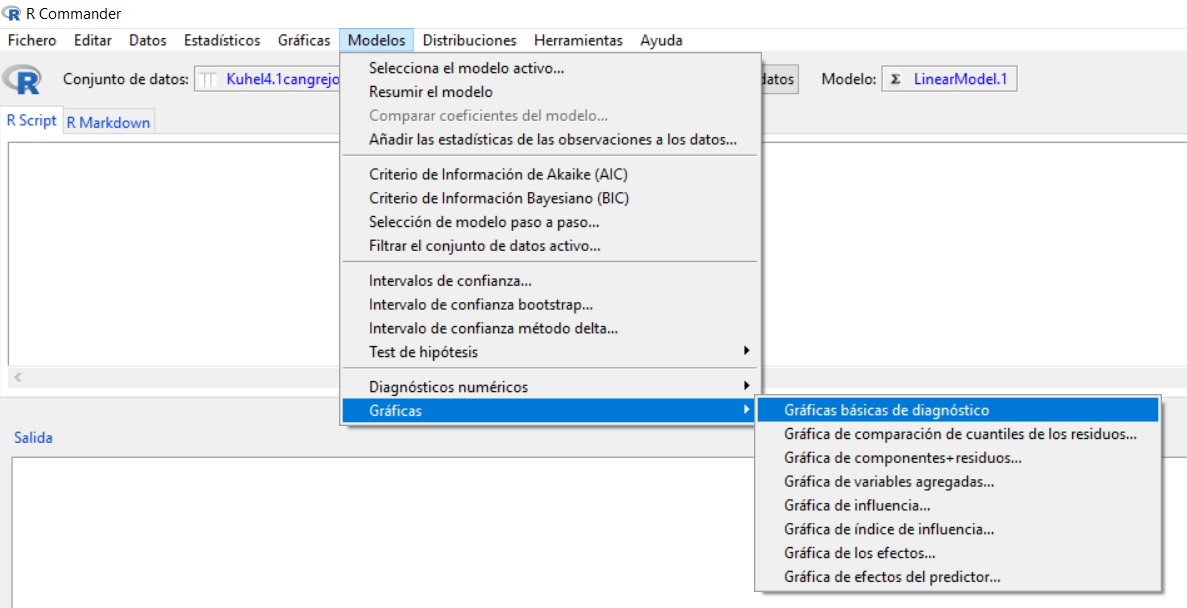 R Commander
Fichero Editar Datos Estadísticos Gráficas Modelos Distribuciones Herramientas Ayuda
R Conjunto de datos: Kuhel4.1cangrejo datos Modelo: Σ LinearModel.1
R Script R Markdown
Selecciona el modelo activo...
Resumir el modelo
Comparar coeficientes del modelo...
Añadir las estadísticas de las observaciones a los datos...
Criterio de Información de Akaike (AIC)
Criterio de Información Bayesiano (BIC)
Selección de modelo paso a paso...
Filtrar el conjunto de datos activo...
Intervalos de confianza...
Intervalo de confianza bootstrap...
Intervalo de confianza método delta...
Test de hipótesis
Diagnósticos numéricos
Gráficas
Gráficas básicas de diagnóstico
Gráfica de comparación de cuantiles de los residuos...
Gráfica de componentes+residuos...
Gráfica de variables agregadas...
Gráfica de influencia...
Gráfica de índice de influencia...
Gráfica de los efectos...
Gráfica de efectos del predictor...
Salida